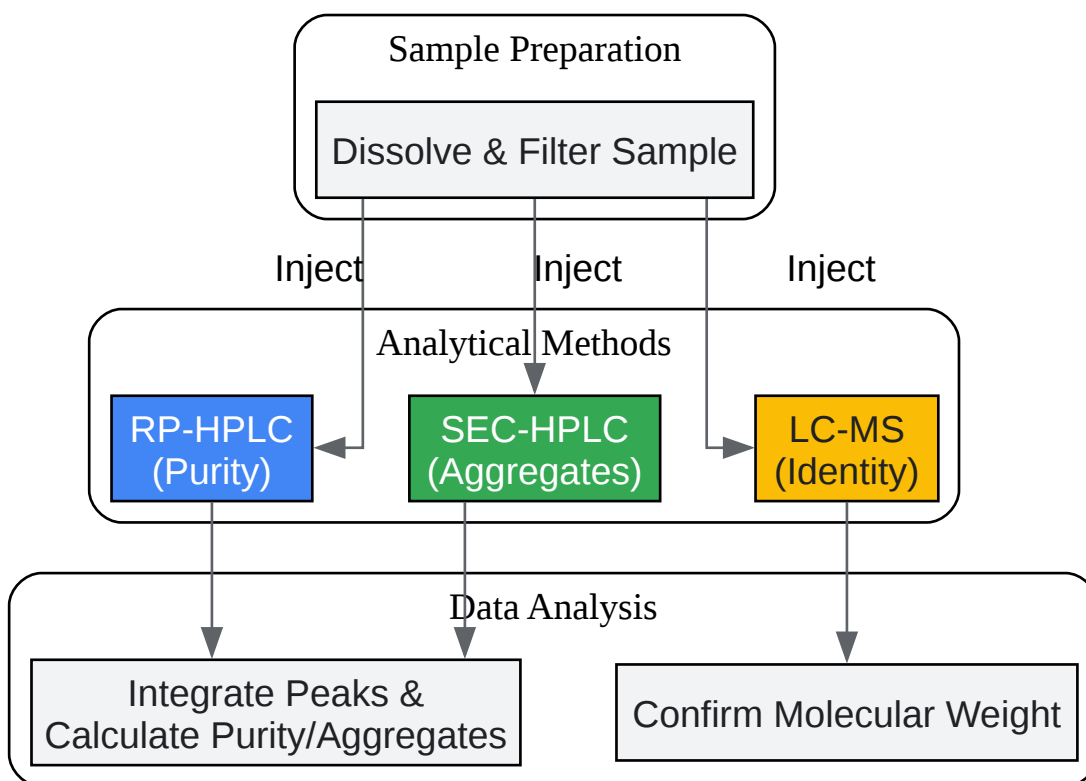 Sample Preparation
Dissolve & Filter Sample
Inject
Inject
Inject
Analytical Methods
RP-HPLC
(Purity)
SEC-HPLC
(Aggregates)
LC-MS
(Identity)
Data Analysis
Integrate Peaks &
Calculate Purity/Aggregates
Confirm Molecular Weight